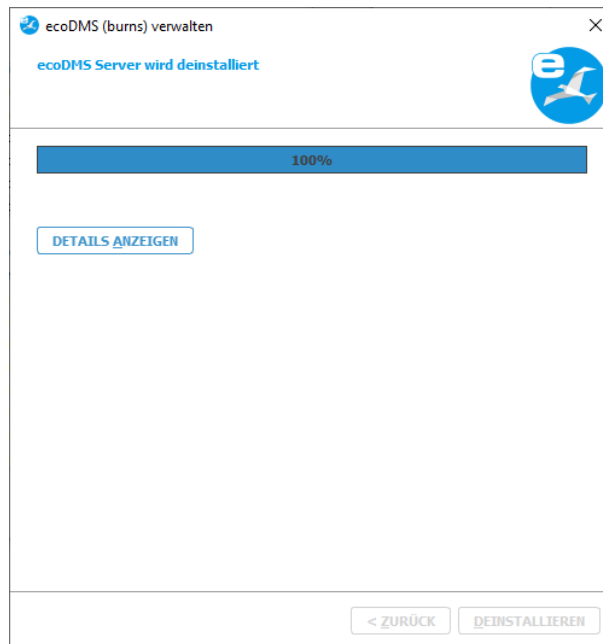 ecoDMS (burns) verwalten
ecoDMS Server wird deinstalliert
e
100%
DETAILS ANZEIGEN
< ZURÜCK
DEINSTALLIEREN